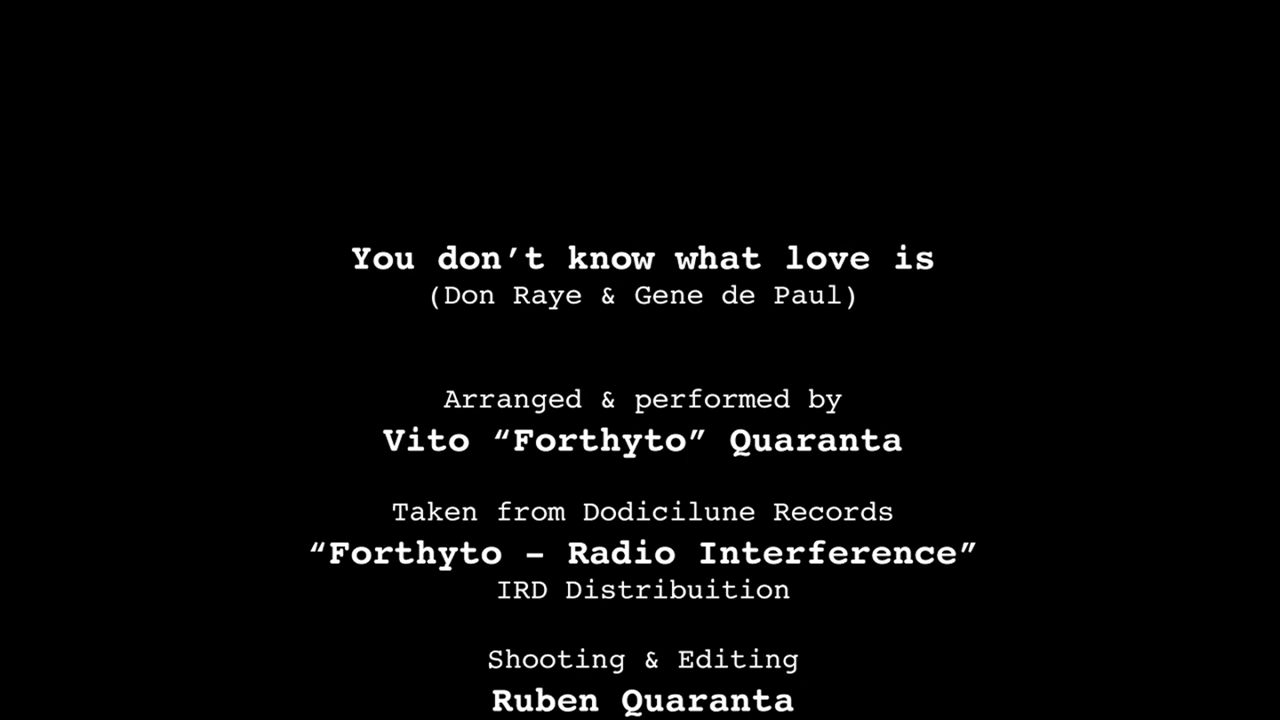 You don’t know what love is
(Don Raye & Gene de Paul)
Arranged & performed by
Vito “Forthyto” Quaranta
Taken from Dodicilune Records
“Forthyto – Radio Interference”
IRD Distribuition
Shooting & Editing
Ruben Quaranta